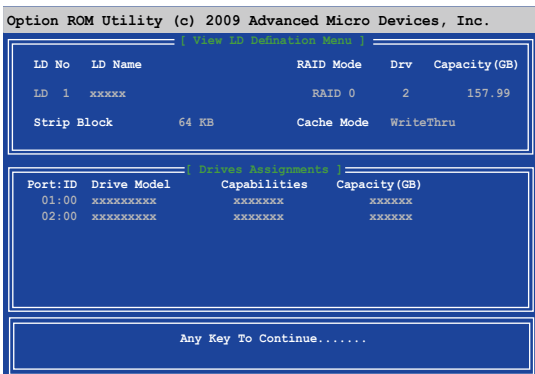 Option ROM Utility (c) 2009 Advanced Micro Devices, Inc.
[ View LD Defination Menu ]
LD No LD Name RAID Mode Drv Capacity(GB)
LD 1 xxxxx RAID 0 2 157.99
Strip Block 64 KB Cache Mode WriteThru
[ Drives Assignments ]
Port:ID Drive Model Capabilities Capacity(GB)
01:00 xxxxxxxxx xxxxxxx xxxxxx
02:00 xxxxxxxxx xxxxxxx xxxxxx
Any Key To Continue.......